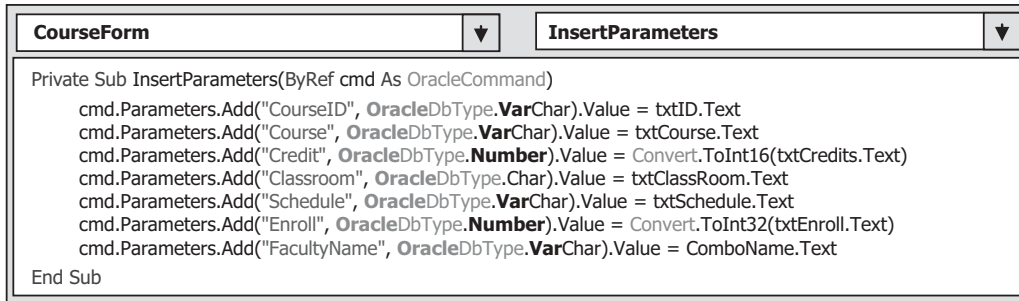 CourseForm InsertParameters
Private Sub InsertParameters(ByRef cmd As OracleCommand)
cmd.Parameters.Add("CourseID", OracleDbType.VarChar).Value = txtID.Text
cmd.Parameters.Add("Course", OracleDbType.VarChar).Value = txtCourse.Text
cmd.Parameters.Add("Credit", OracleDbType.Number).Value = Convert.ToInt16(txtCredits.Text)
cmd.Parameters.Add("Classroom", OracleDbType.Char).Value = txtClassRoom.Text
cmd.Parameters.Add("Schedule", OracleDbType.VarChar).Value = txtSchedule.Text
cmd.Parameters.Add("Enroll", OracleDbType.Number).Value = Convert.ToInt32(txtEnroll.Text)
cmd.Parameters.Add("FacultyName", OracleDbType.VarChar).Value = ComboName.Text
End Sub